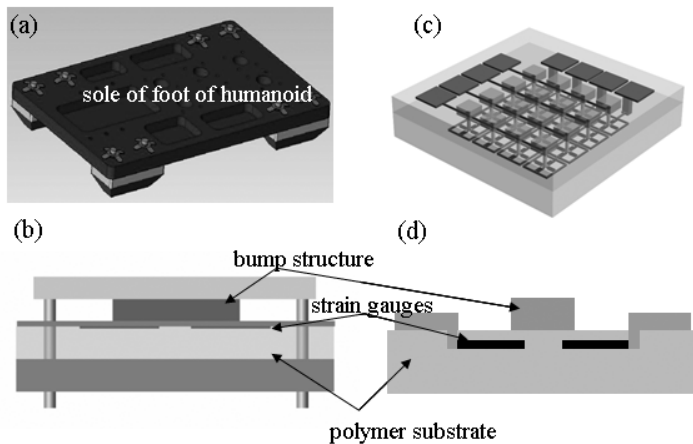 (a)
sole of foot of humanoid
(c)
(b)
(d)
bump structure
strain gauges
polymer substrate